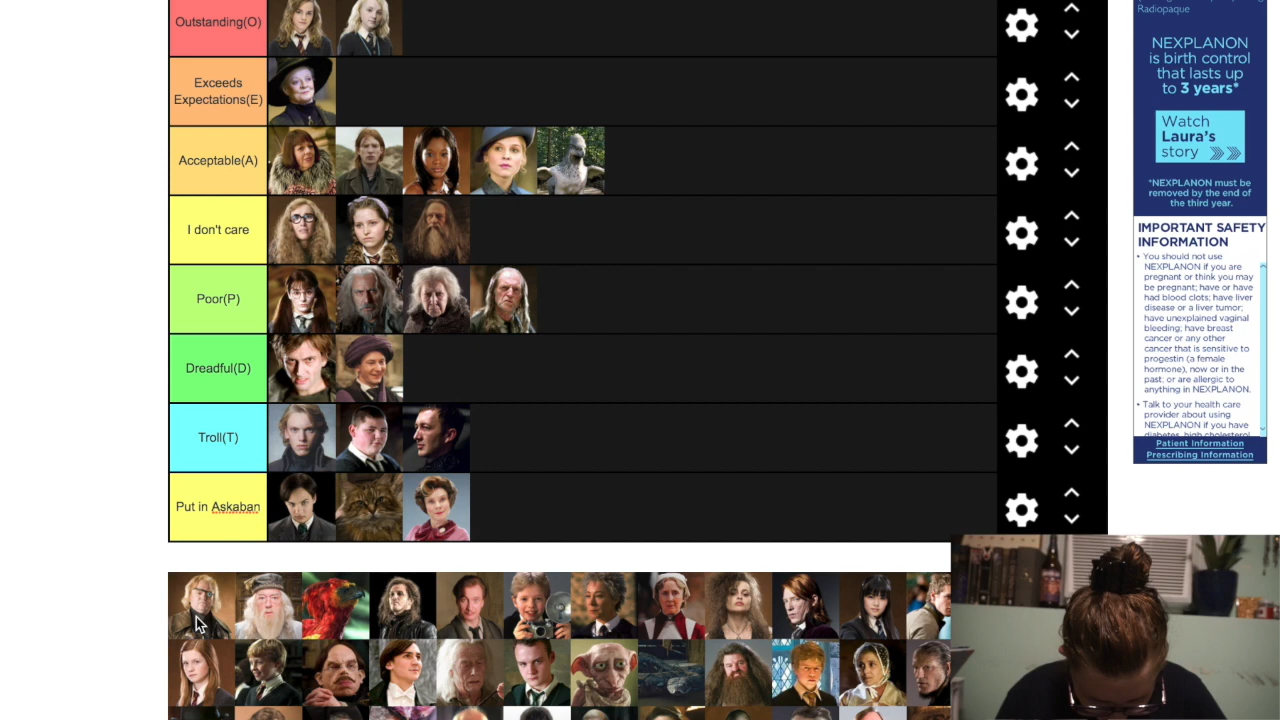 Outstanding(O)
Exceeds
Expectations(E)
Acceptable(A)
I don't care
Poor(P)
Dreadful(D)
Troll(T)
Put in Askaban
Radiopaque
NEXPLANON
is birth control
that lasts up
to 3 years*
Watch
Laura's
story
*NEXPLANON must be
removed by the end of
the third year.
IMPORTANT SAFETY
INFORMATION
• You should not use
NEXPLANON if you are
pregnant or think you may
be pregnant; have or have
had blood clots; have liver
disease or a liver tumor;
have unexplained vaginal
bleeding; have breast
cancer or any other
cancer that is sensitive to
progestin (a female
hormone), now or in the
past; or are allergic to
anything in NEXPLANON.
• Talk to your health care
provider about using
NEXPLANON if you have
diabetes, high cholesterol
Patient Information
Prescribing Information